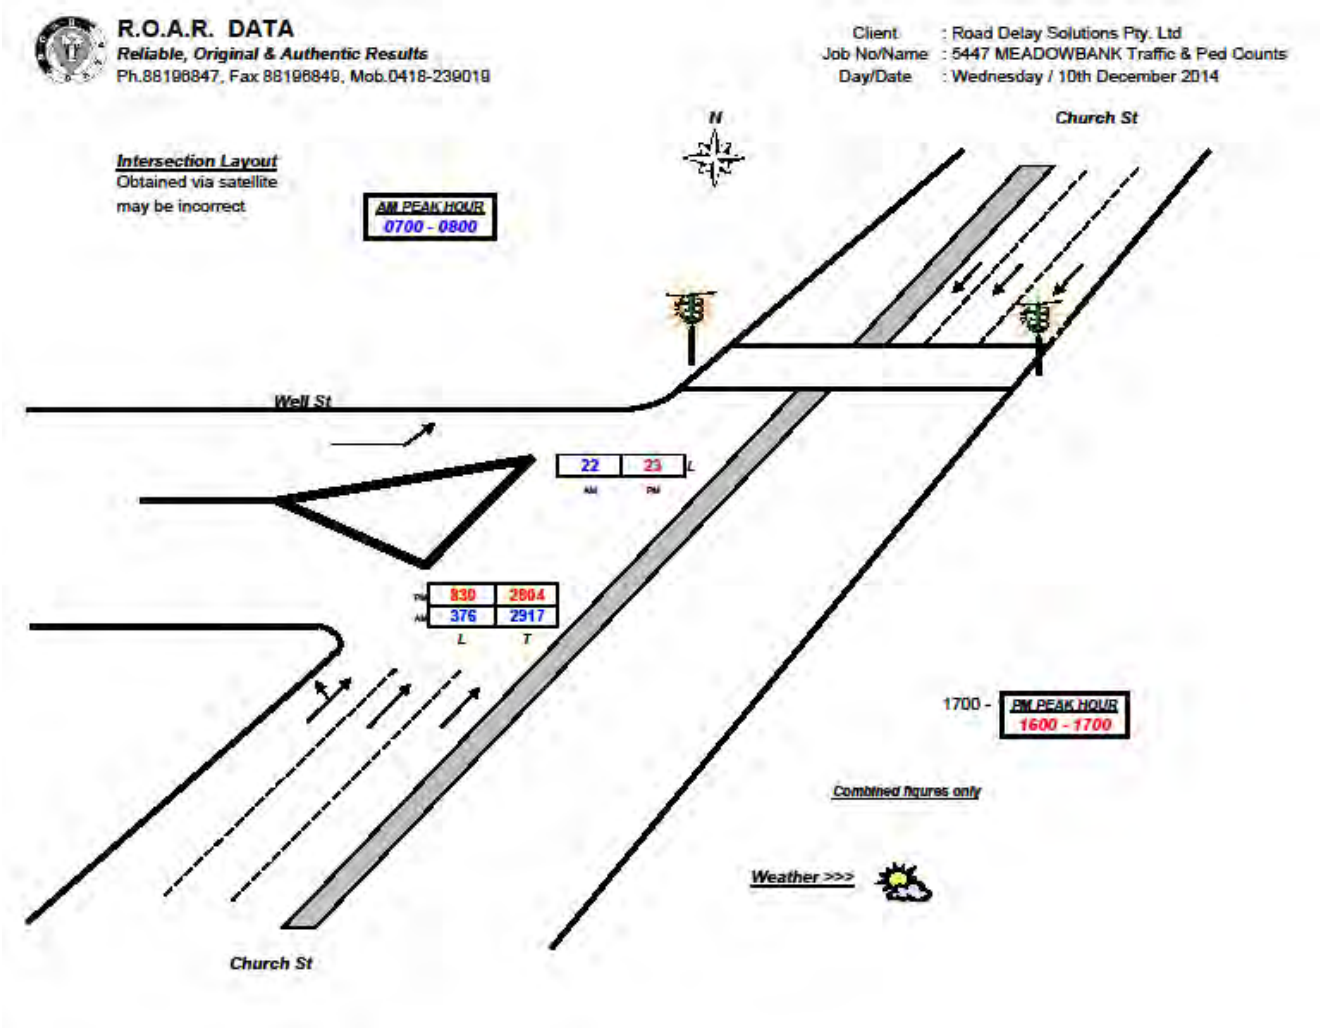 R.O.A.R. DATA
Reliable, Original & Authentic Results
Ph.88196847, Fax 88196849, Mob.0418-239019
Client : Road Delay Solutions Pty. Ltd
Job No/Name : 5447 MEADOWBANK Traffic & Ped Counts
Day/Date : Wednesday / 10th December 2014
N
Church St
Intersection Layout
Obtained via satellite
may be incorrect
AM PEAK HOUR
0700 - 0800
Well St
22 23 L
AM PM
PM 830 2804
AM 376 2917
L T
1700 - PM PEAK HOUR
1600 - 1700
Combined figures only
Weather >>>
Church St